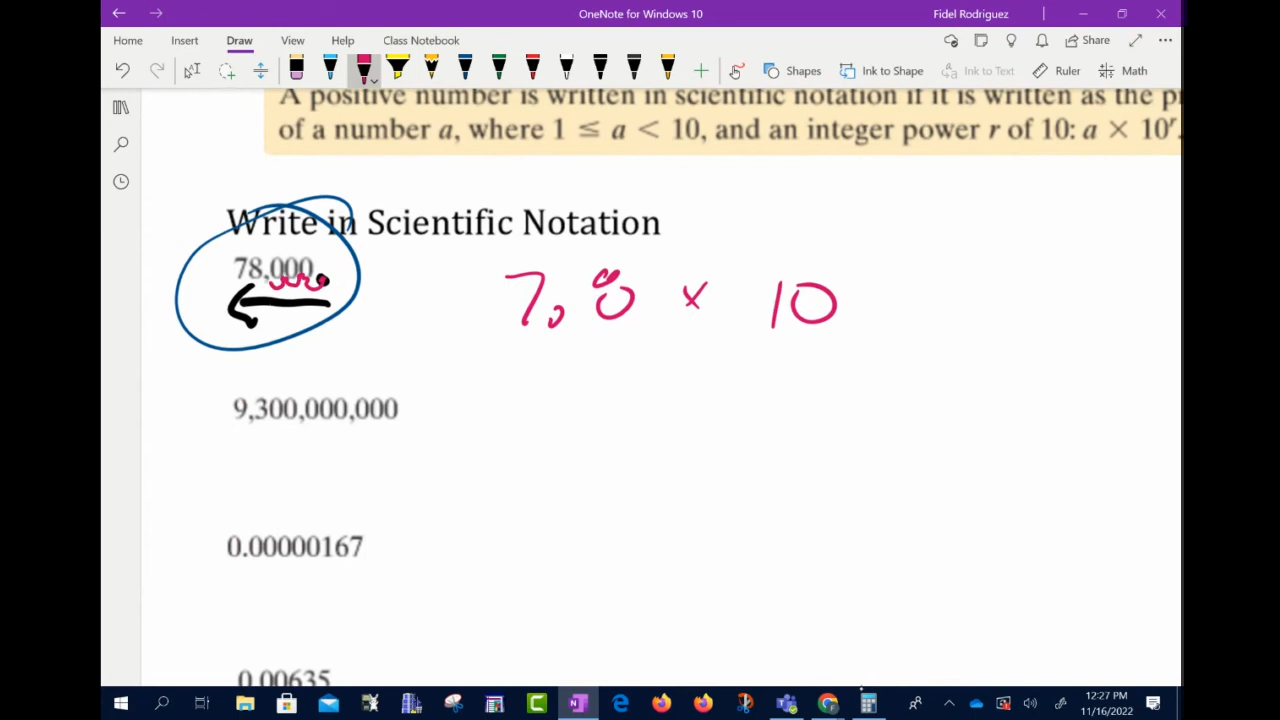 OneNote for Windows 10
Fidel Rodriguez
Home Insert Draw View Help Class Notebook
Share
Shapes Ink to Shape Ink to Text Ruler Math
A positive number is written in scientific notation if it is written as the
of a number a, where 1 ≤ a < 10, and an integer power r of 10: a × 10ʳ.
Write in Scientific Notation
78,000
7.8 × 10
9,300,000,000
0.00000167
0.00635
12:27 PM
11/16/2022